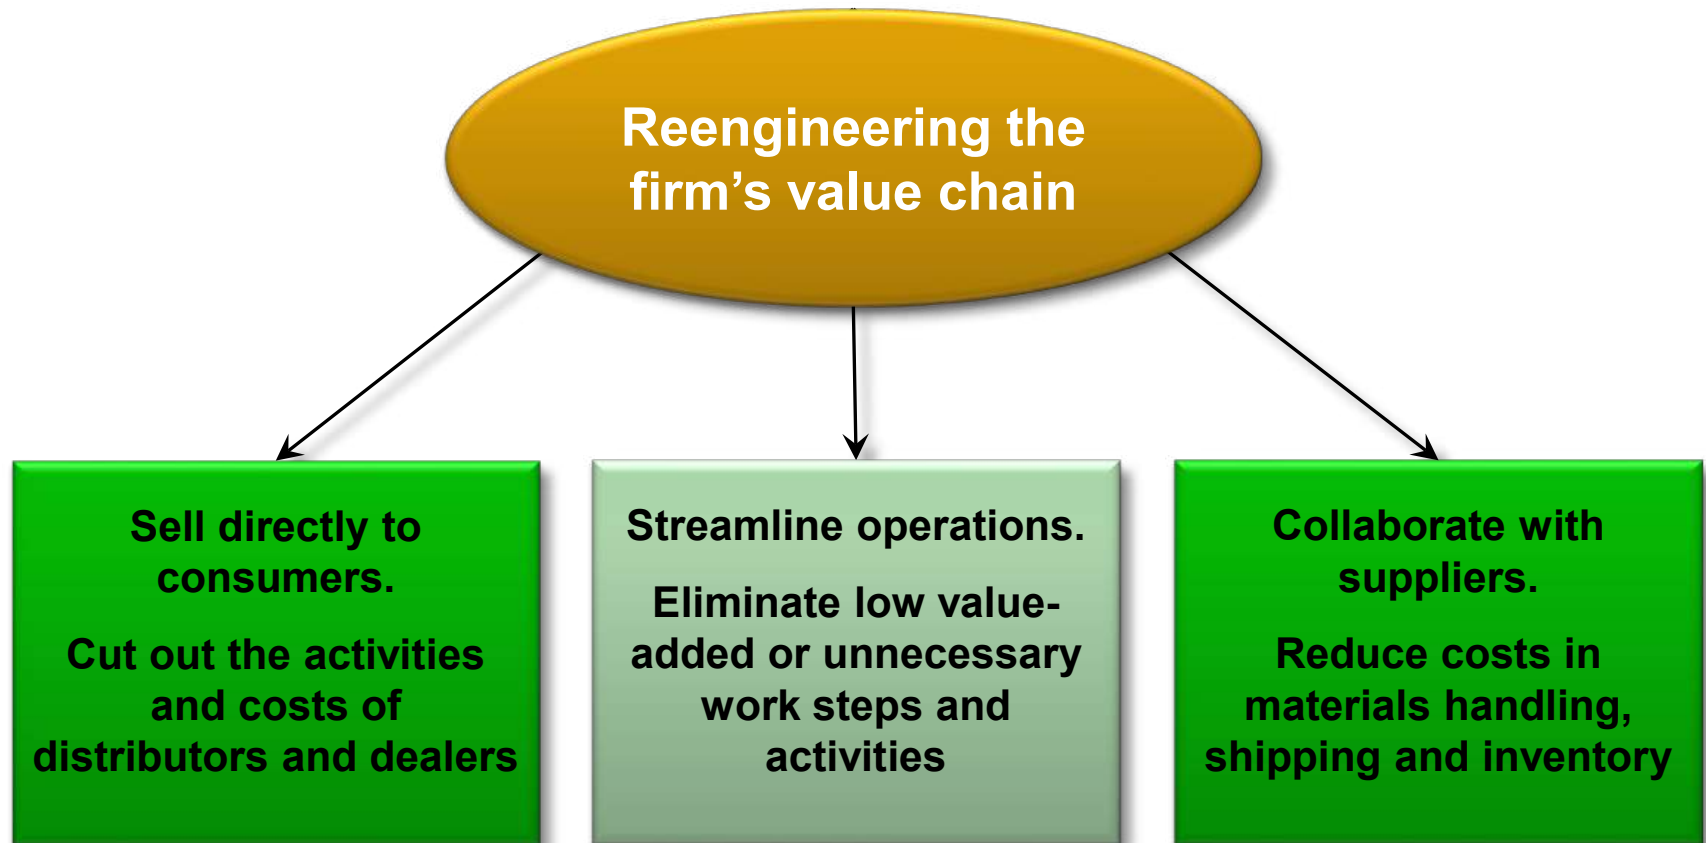 Reengineering the
firm’s value chain
Sell directly to
consumers.
Cut out the activities
and costs of
distributors and dealers
Streamline operations.
Eliminate low value-
added or unnecessary
work steps and
activities
Collaborate with
suppliers.
Reduce costs in
materials handling,
shipping and inventory